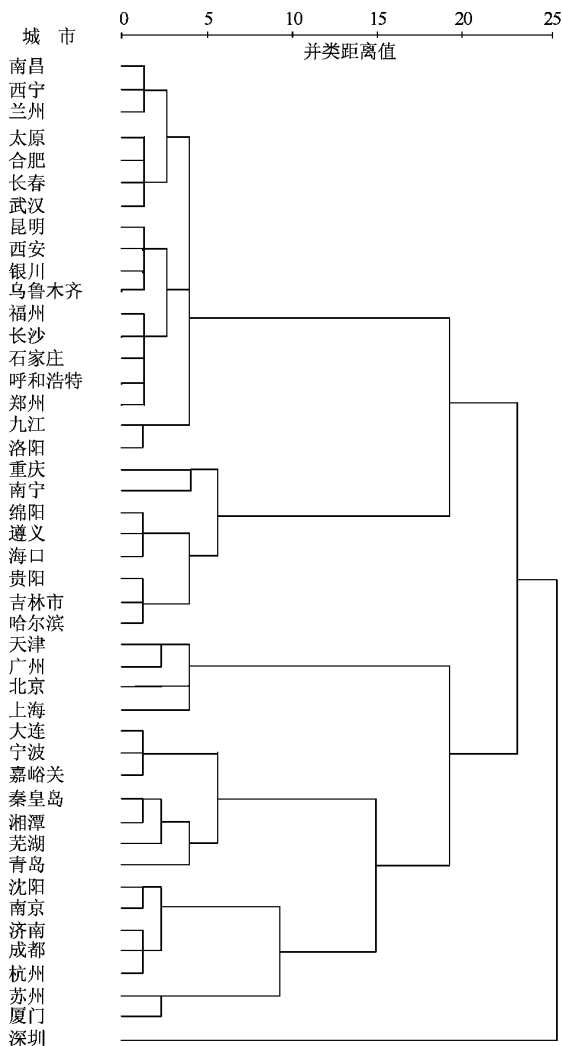 0 5 10 15 20 25
城 市
并类距离值
南昌
西宁
兰州
太原
合肥
长春
武汉
昆明
西安
银川
乌鲁木齐
福州
长沙
石家庄
呼和浩特
郑州
九江
洛阳
重庆
南宁
绵阳
遵义
海口
贵阳
吉林市
哈尔滨
天津
广州
北京
上海
大连
宁波
嘉峪关
秦皇岛
湘潭
芜湖
青岛
沈阳
南京
济南
成都
杭州
苏州
厦门
深圳